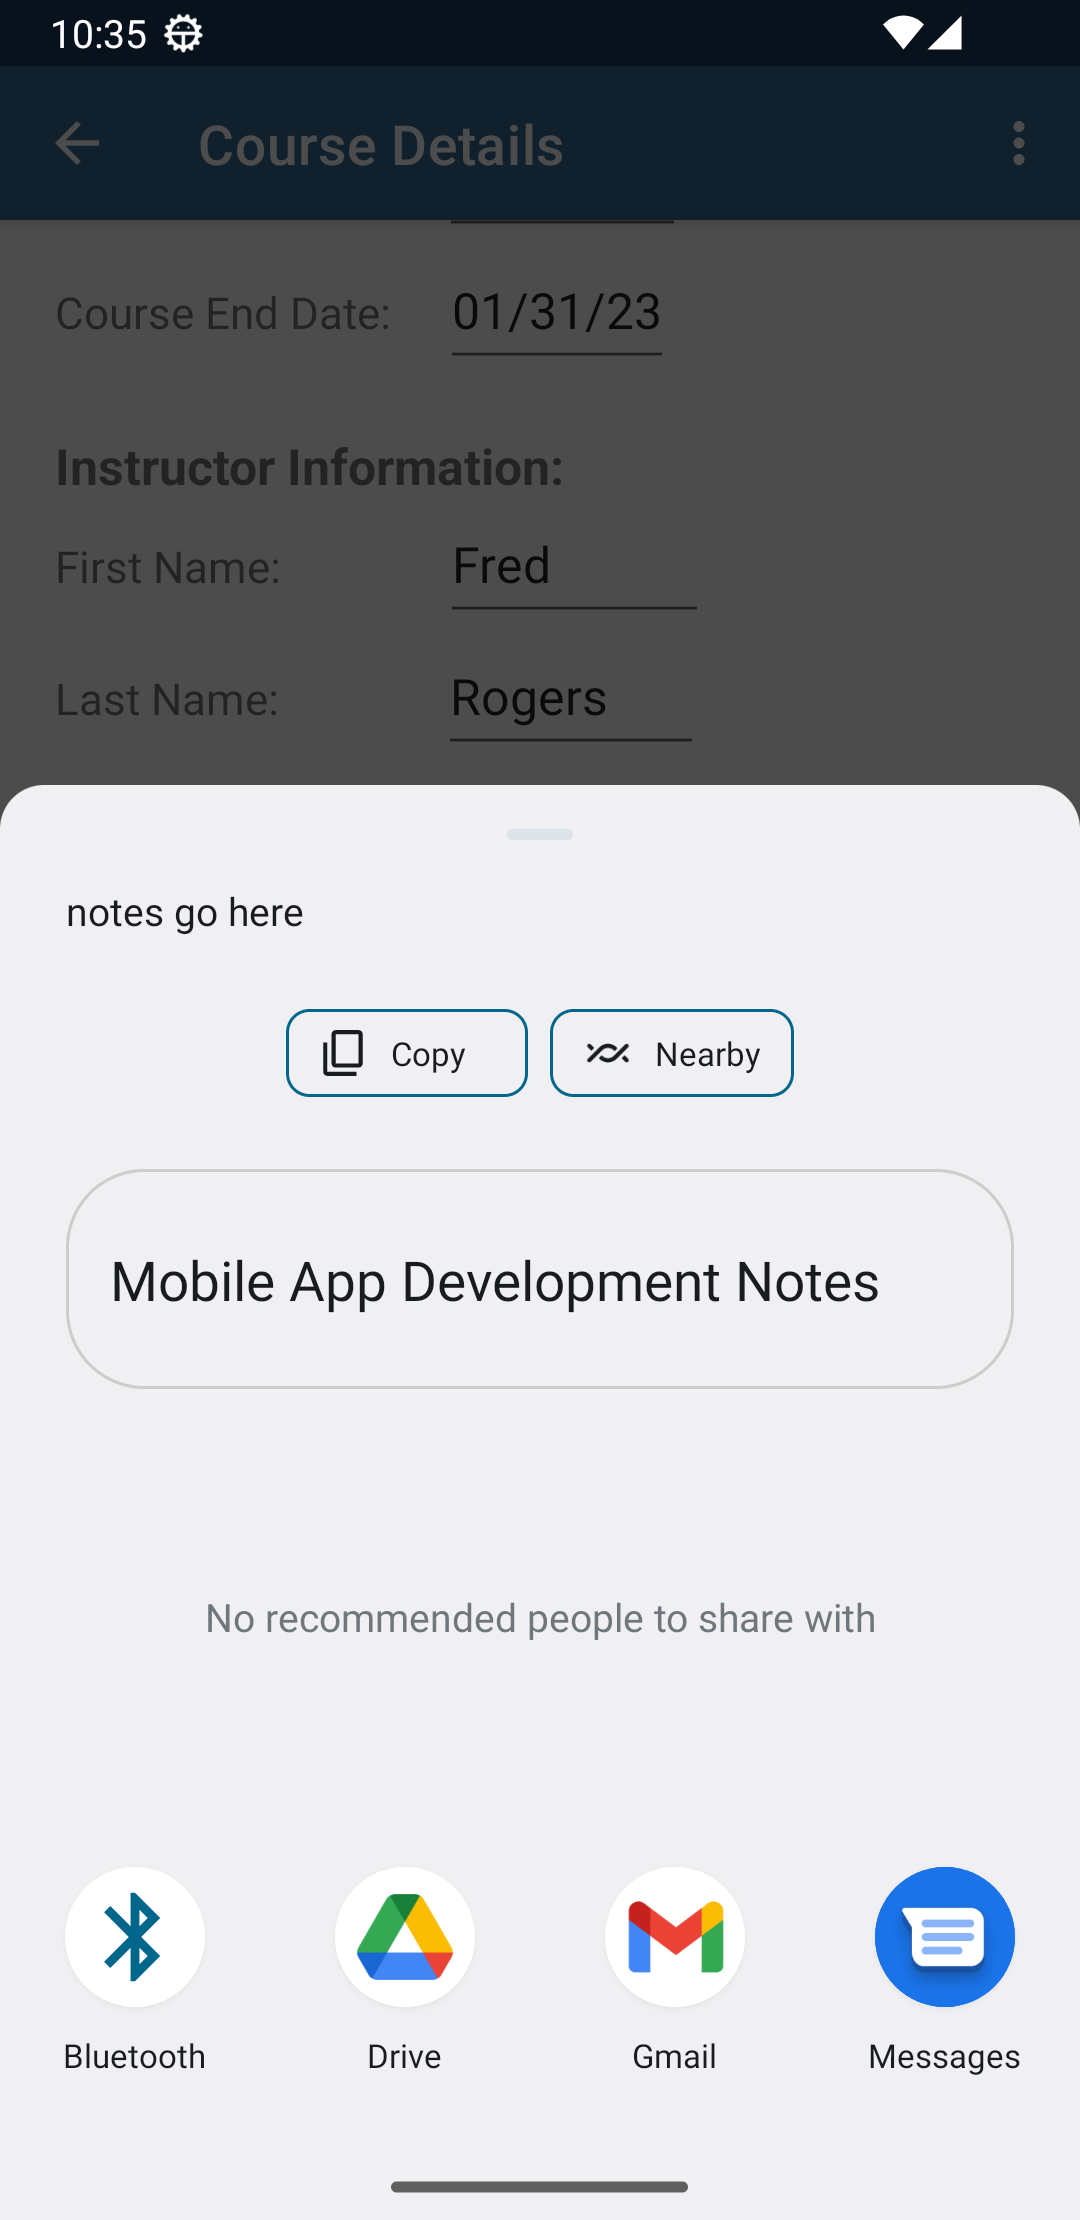 10:35
Course Details
Course End Date: 01/31/23
Instructor Information:
First Name: Fred
Last Name: Rogers
notes go here
Copy Nearby
Mobile App Development Notes
No recommended people to share with
Bluetooth Drive Gmail Messages